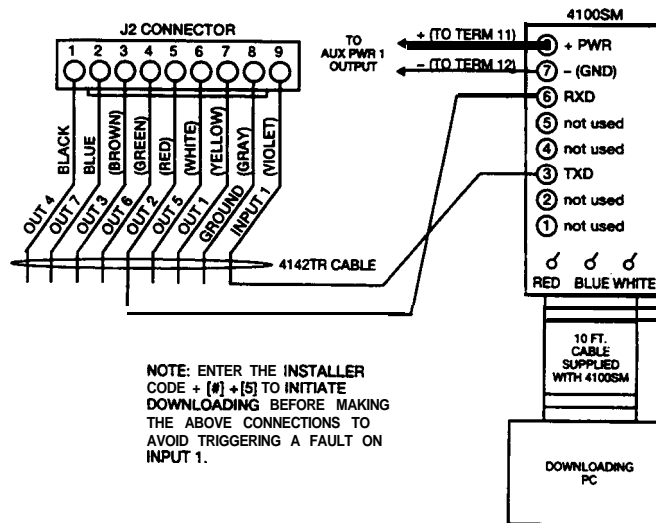 J2 CONNECTOR
1 2 3 4 5 6 7 8 9
BLACK
BLUE
(BROWN)
(GREEN)
(RED)
(WHITE)
(YELLOW)
(GRAY)
(VIOLET)
OUT 4
OUT 7
OUT 3
OUT 6
OUT 2
OUT 5
OUT 1
GROUND
INPUT 1
4142TR CABLE
TO
AUX PWR 1
OUTPUT
+ (TO TERM 11)
– (TO TERM 12)
4100SM
+ PWR
7 – (GND)
6 RXD
5 not used
4 not used
3 TXD
2 not used
1 not used
RED BLUE WHITE
10 FT.
CABLE
SUPPLIED
WITH 4100SM
DOWNLOADING
PC
NOTE: ENTER THE INSTALLER
CODE + [#] + [5] TO INITIATE
DOWNLOADING BEFORE MAKING
THE ABOVE CONNECTIONS TO
AVOID TRIGGERING A FAULT ON
INPUT 1.